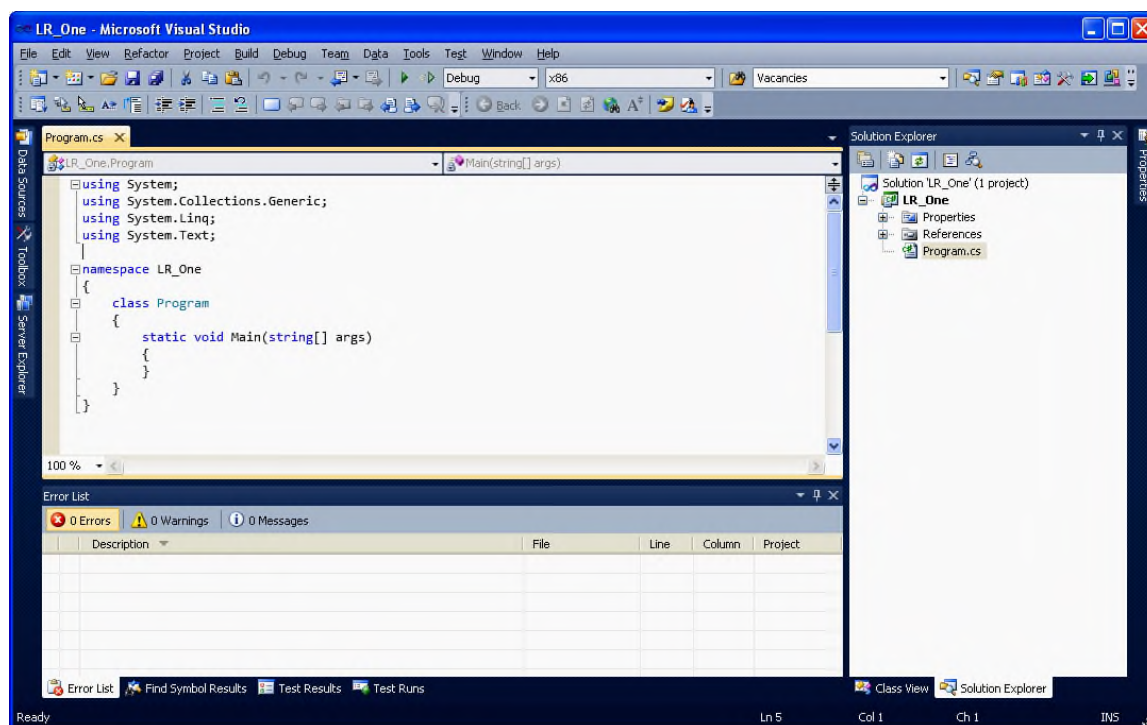 LR_One - Microsoft Visual Studio
File Edit View Refactor Project Build Debug Team Data Tools Test Window Help
Debug x86 Vacancies
Back
Program.cs
LR_One.Program Main(string[] args)
using System;
using System.Collections.Generic;
using System.Linq;
using System.Text;
namespace LR_One
{
class Program
{
static void Main(string[] args)
{
}
}
}
100 %
Data Sources
Toolbox
Server Explorer
Solution Explorer
Solution 'LR_One' (1 project)
LR_One
Properties
References
Program.cs
Properties
Error List
0 Errors 0 Warnings 0 Messages
Description File Line Column Project
Error List Find Symbol Results Test Results Test Runs
Class View Solution Explorer
Ready Ln 5 Col 1 Ch 1 INS